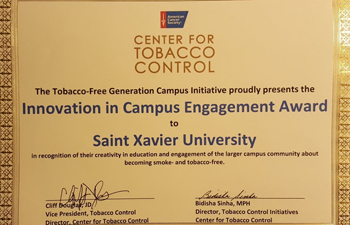 American
Cancer
Society
CENTER FOR
TOBACCO
CONTROL
The Tobacco-Free Generation Campus Initiative proudly presents the
Innovation in Campus Engagement Award
to
Saint Xavier University
in recognition of their creativity in education and engagement of the larger campus community about
becoming smoke- and tobacco-free.
Cliff Douglas, JD
Vice President, Tobacco Control
Director, Center for Tobacco Control
Bidisha Sinha, MPH
Director, Tobacco Control Initiatives
Center for Tobacco Control